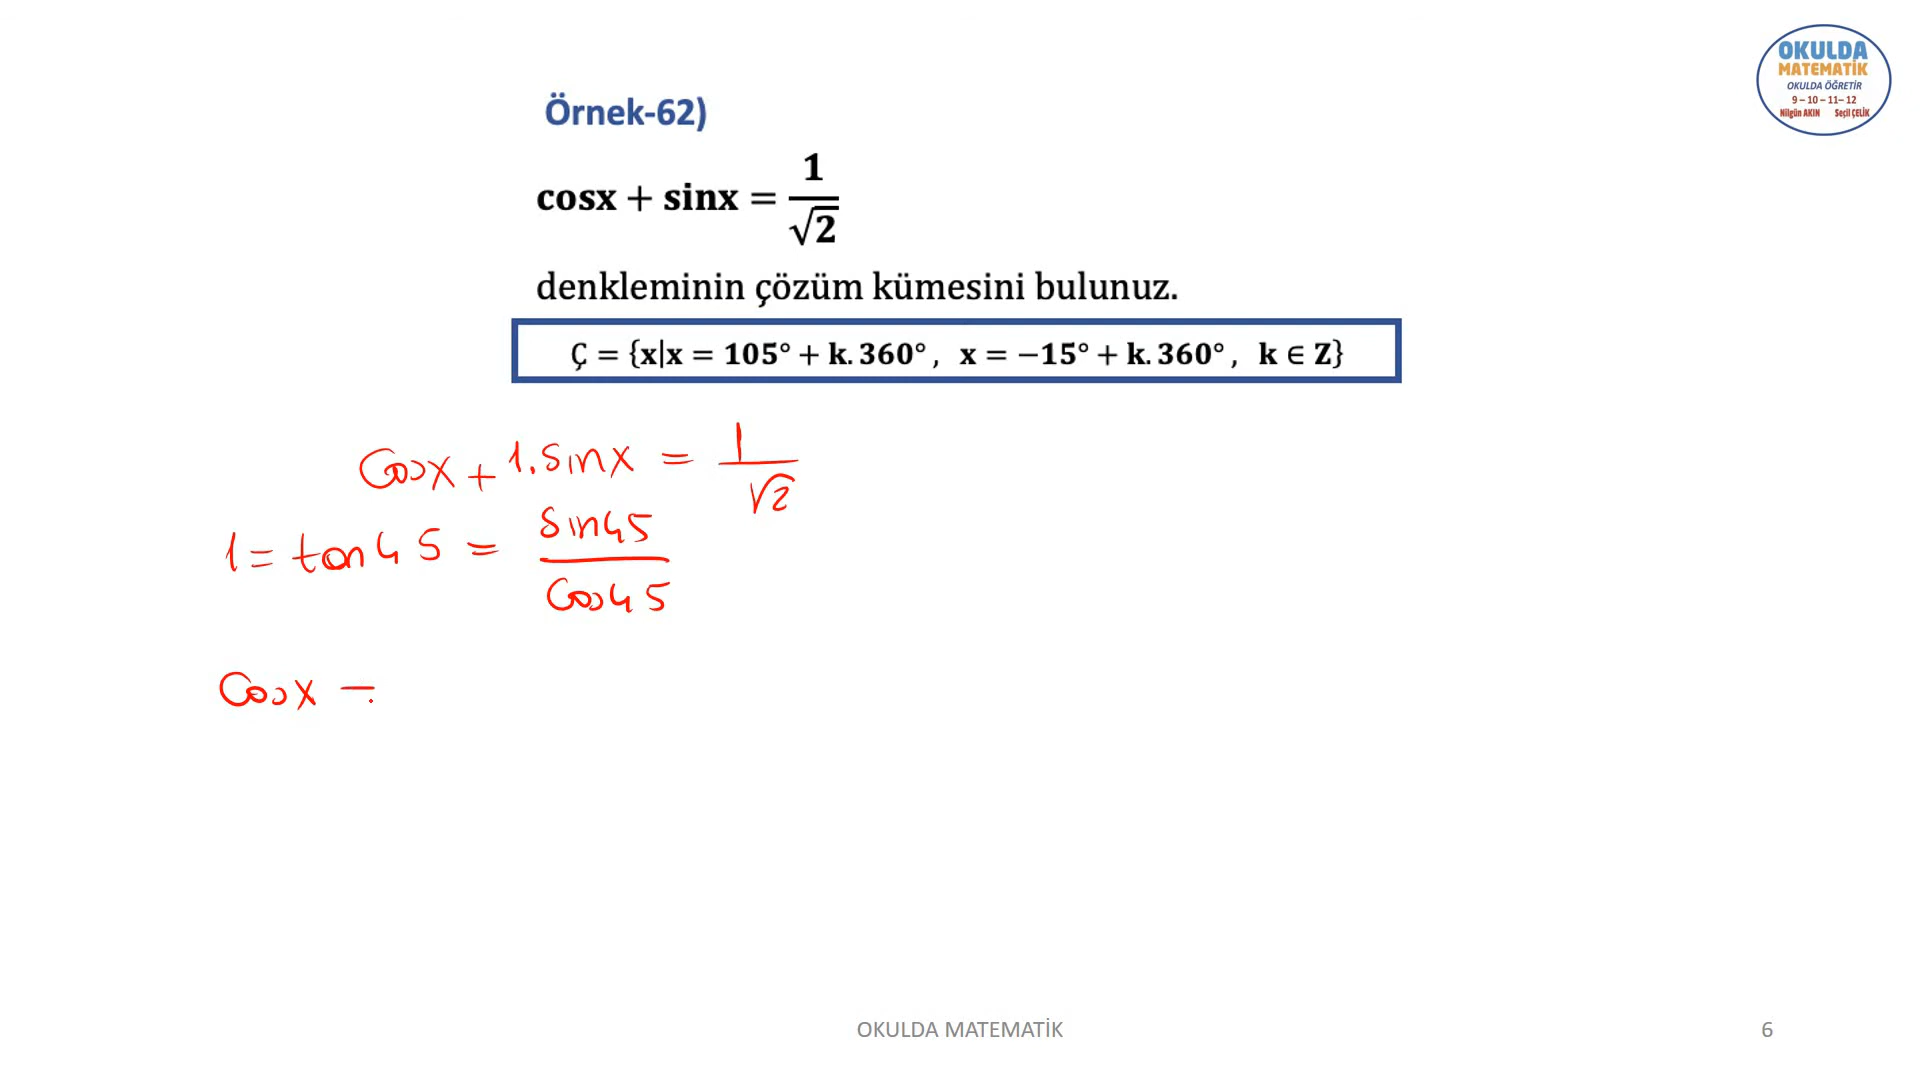 OKULDA
MATEMATİK
OKULDA ÖĞRETİR
9 – 10 – 11– 12
Nilgün AKIN Seçil ÇELİK
Örnek-62)
cosx + sinx = 1/√2
denkleminin çözüm kümesini bulunuz.
Ç = {x|x = 105° + k. 360° , x = −15° + k. 360° , k ∈ Z}
Cosx + 1.sinx = 1/√2
1 = tan45 = sin45/Cos45
Cosx
OKULDA MATEMATİK
6